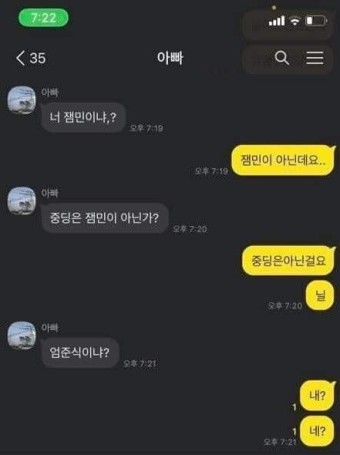 7:22
35
아빠
아빠
너 잼민이냐,?
오후 7:19
잼민이 아닌데요..
오후 7:19
아빠
중딩은 잼민이 아닌가?
오후 7:20
중딩은아닌걸요
닐
오후 7:20
아빠
엄준식이냐?
오후 7:21
내?
1
네?
1
오후 7:21